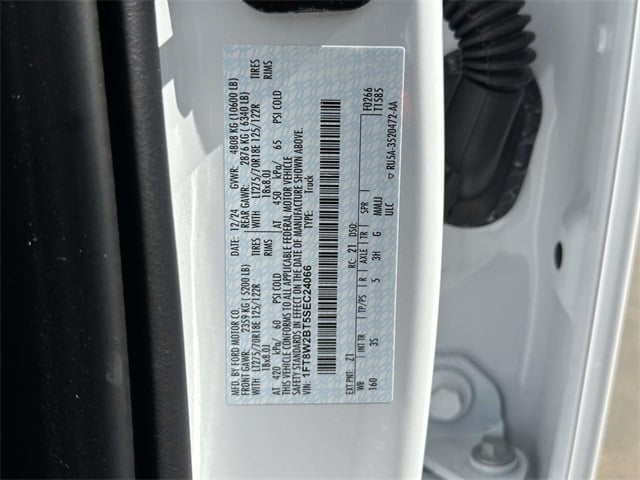 MFD. BY FORD MOTOR CO.
DATE: 12/24 GVWR: 4808 KG (10600 LB)
FRONT GAWR: 2359 KG (5200 LB) REAR GAWR: 2876 KG (6340 LB)
WITH LT275/70R18E 125/122R TIRES WITH LT275/70R18E 125/122R TIRES
18x8.0J RIMS 18x8.0J RIMS
AT 420 kPa/ 60 PSI COLD AT 450 kPa/ 65 PSI COLD
THIS VEHICLE CONFORMS TO ALL APPLICABLE FEDERAL MOTOR VEHICLE
SAFETY STANDARDS IN EFFECT ON THE DATE OF MANUFACTURE SHOWN ABOVE.
VIN: 1FT8W2BT5SEC24066
TYPE: Truck
F0266
TT585
EXT PNT: Z1 RC: 21 DSO:
WB INT TR TP/PS R AXLE TR SPR
160 3S 5 3H G MMUJ
ULC
RU5A-3520472-AA